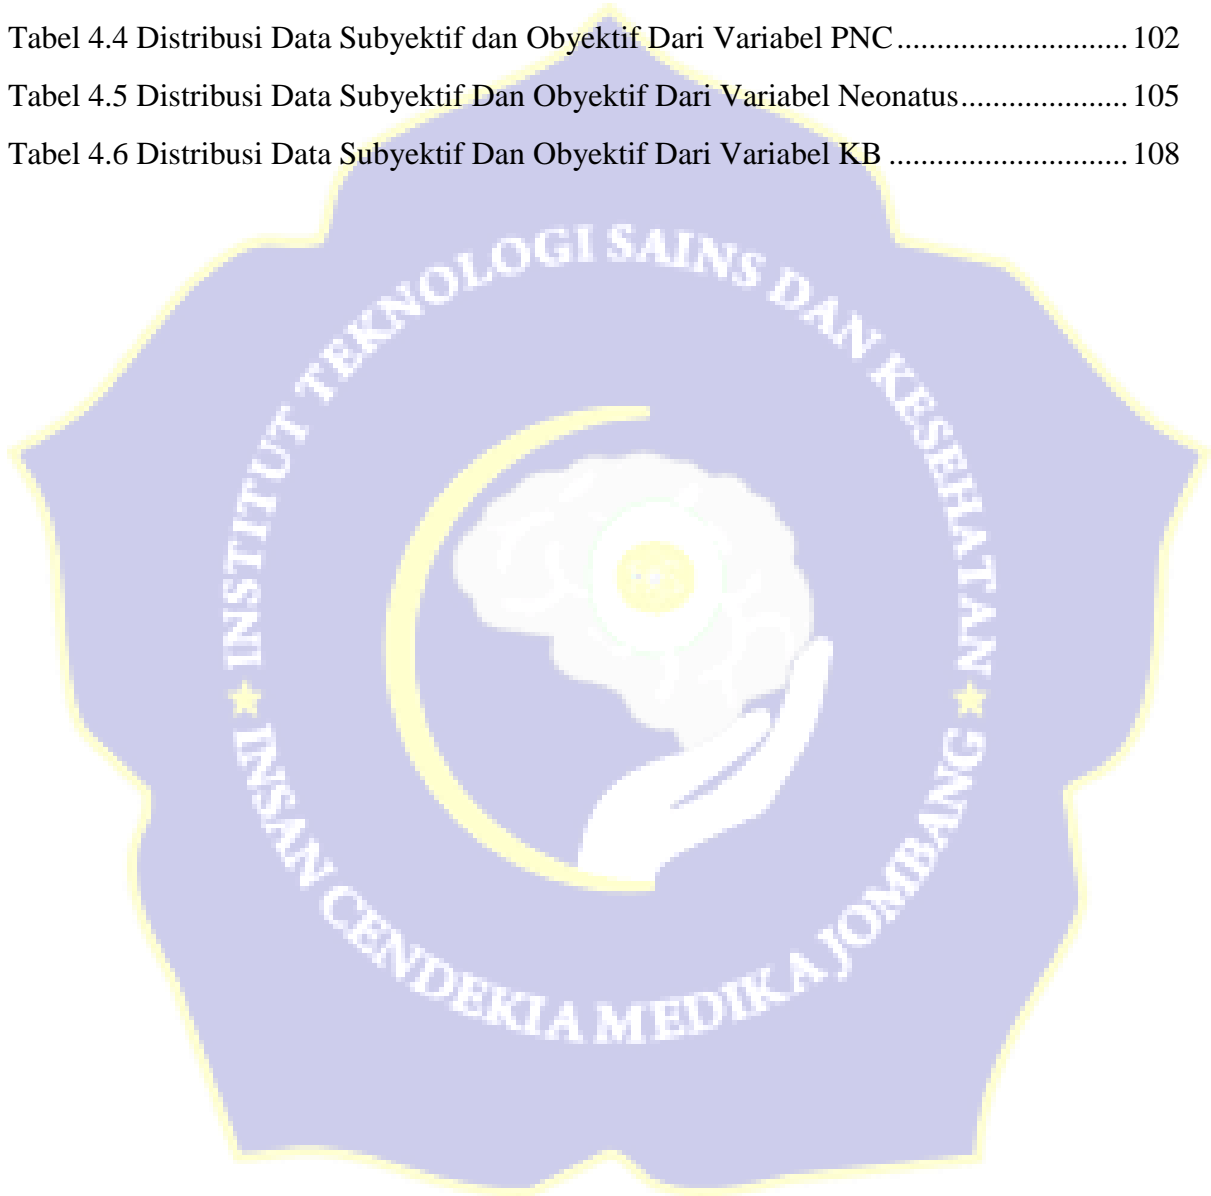 Tabel 4.4 Distribusi Data Subyektif dan Obyektif Dari Variabel PNC............................. 102
Tabel 4.5 Distribusi Data Subyektif Dan Obyektif Dari Variabel Neonatus..................... 105
Tabel 4.6 Distribusi Data Subyektif Dan Obyektif Dari Variabel KB .............................. 108
INSTITUT TEKNOLOGI SAINS DAN KESEHATAN
INSAN CENDEKIA MEDIKA JOMBANG